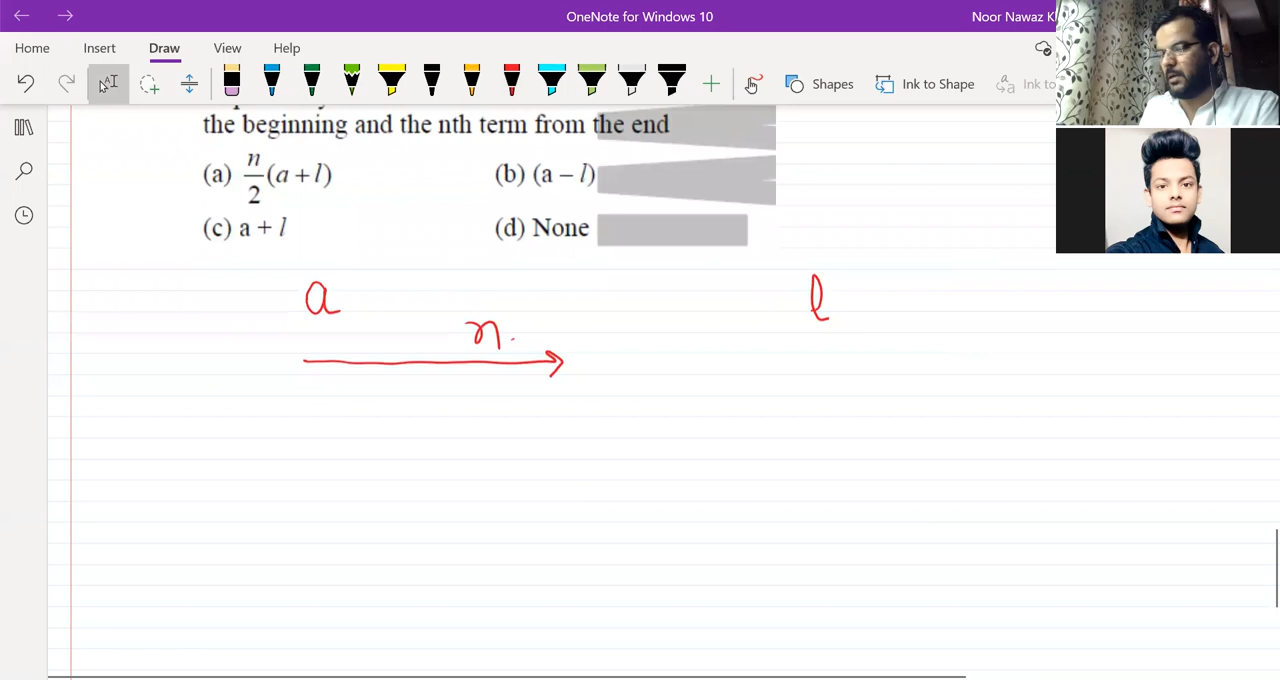 OneNote for Windows 10
Noor Nawaz
Home Insert Draw View Help
Shapes Ink to Shape Ink to
the beginning and the nth term from the end
(a) n/2 (a + l) (b) (a – l)
(c) a + l (d) None
a l
n.